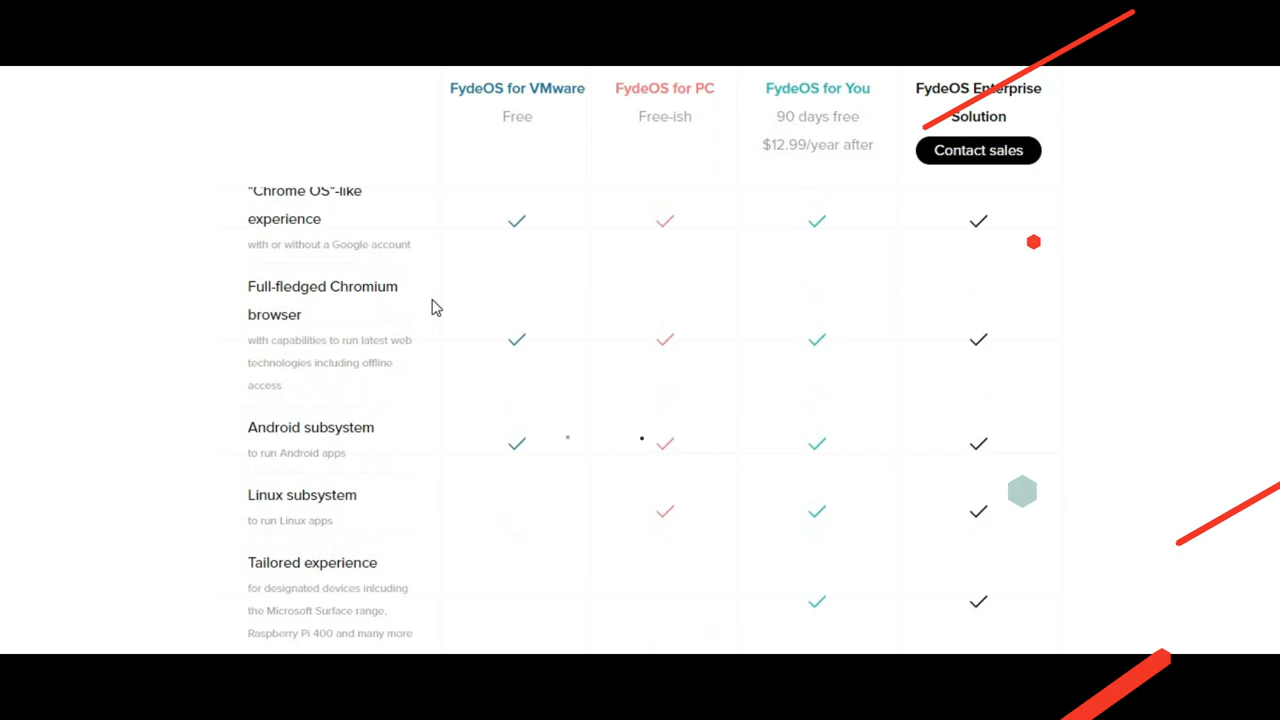 FydeOS for VMware FydeOS for PC FydeOS for You FydeOS Enterprise
Free Free-ish 90 days free Solution
$12.99/year after Contact sales
"Chrome OS"-like
experience
with or without a Google account
Full-fledged Chromium
browser
with capabilities to run latest web
technologies including offline
access
Android subsystem
to run Android apps
Linux subsystem
to run Linux apps
Tailored experience
for designated devices inlcuding
the Microsoft Surface range,
Raspberry Pi 400 and many more